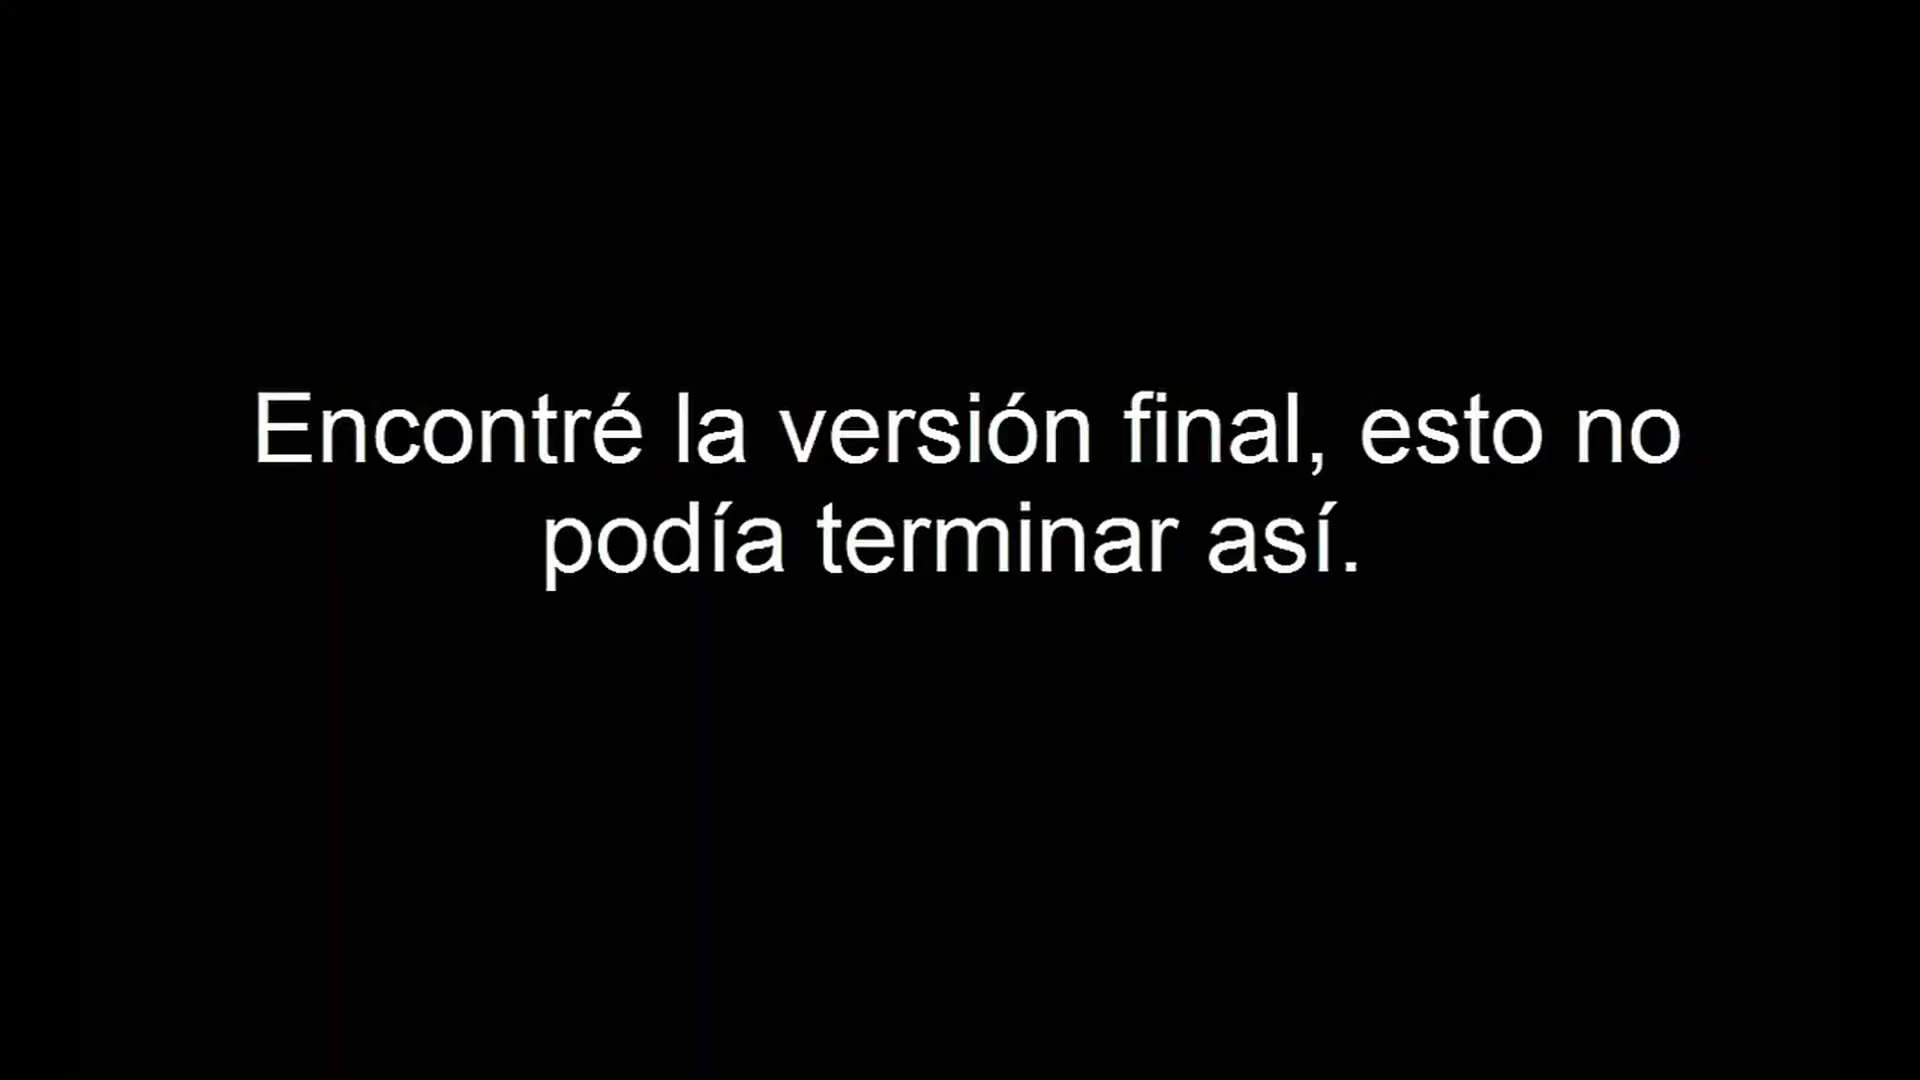 Encontré la versión final, esto no
podía terminar así.